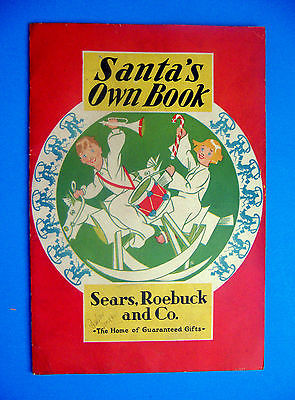 Santa's
Own Book
Sears, Roebuck
and Co.
-The Home of Guaranteed Gifts-